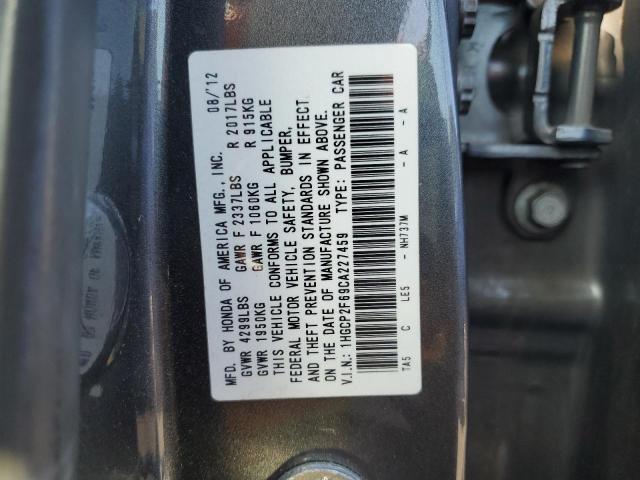 MFD. BY HONDA OF AMERICA MFG., INC. 08/'12
GVWR 4299LBS GAWR F 2337LBS R 2017LBS
GVWR 1950KG GAWR F 1060KG R 915KG
THIS VEHICLE CONFORMS TO ALL APPLICABLE
FEDERAL MOTOR VEHICLE SAFETY, BUMPER,
AND THEFT PREVENTION STANDARDS IN EFFECT
ON THE DATE OF MANUFACTURE SHOWN ABOVE.
V.I.N.: 1HGCP2F69CA227459 TYPE: PASSENGER CAR
TA5 C LE5 - NH737M - A - A